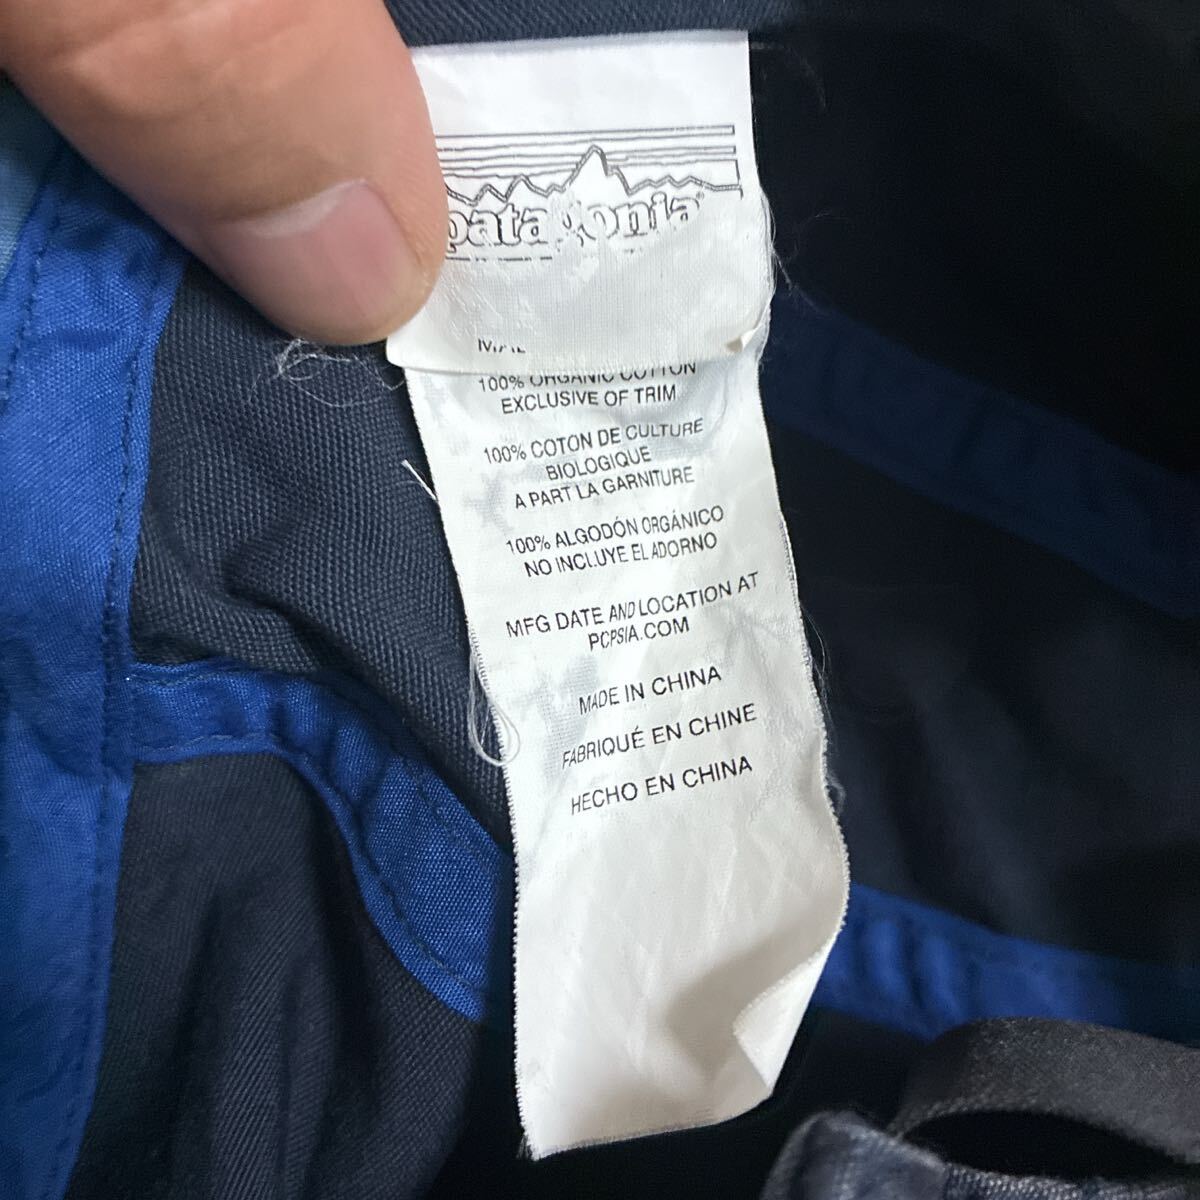 patagonia®
100% ORGANIC COTTON
EXCLUSIVE OF TRIM
100% COTON DE CULTURE
BIOLOGIQUE
A PART LA GARNITURE
100% ALGODÓN ORGÁNICO
NO INCLUYE EL ADORNO
MFG DATE AND LOCATION AT
PCPSIA.COM
MADE IN CHINA
FABRIQUÉ EN CHINE
HECHO EN CHINA